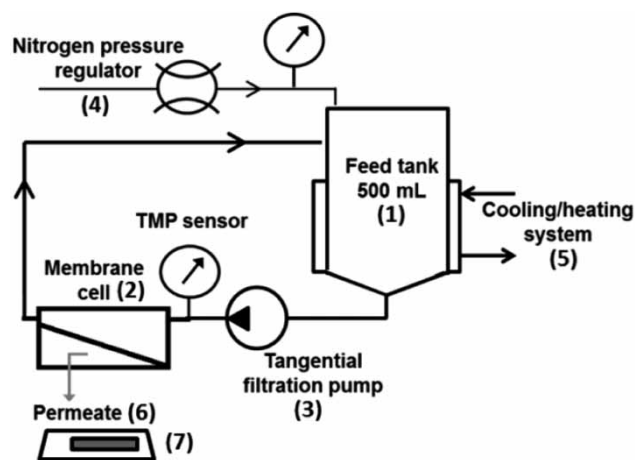 Nitrogen pressure
regulator
(4)
Feed tank
500 mL
(1)
Cooling/heating
system
(5)
TMP sensor
Membrane
cell (2)
Tangential
filtration pump
(3)
Permeate (6)
(7)